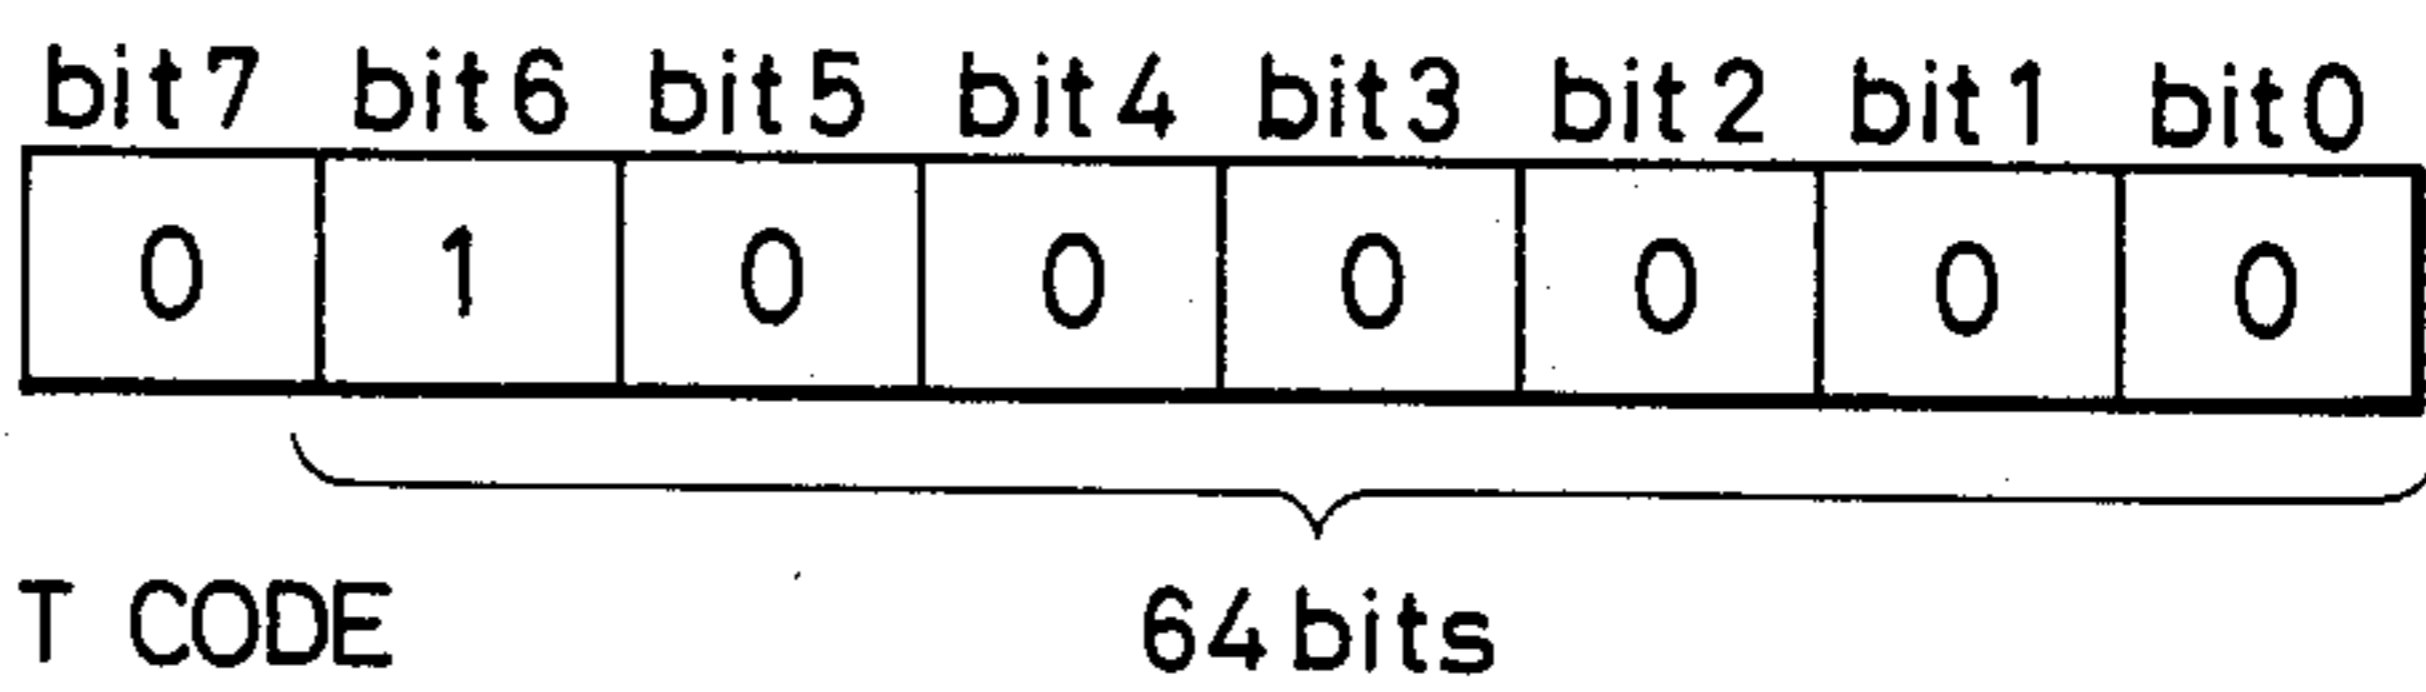 bit7 bit6 bit5 bit4 bit3 bit2 bit1 bit0
0 1 0 0 0 0 0 0
T CODE 64bits